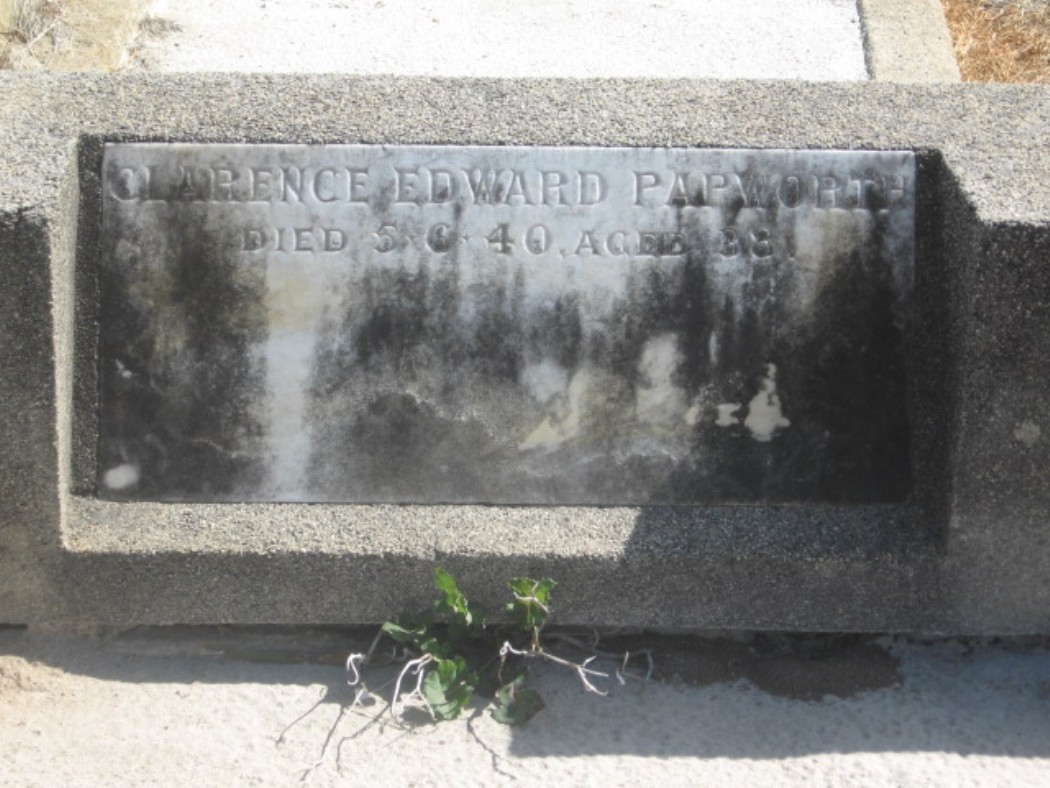 CLARENCE EDWARD PAPWORTH
DIED 5·6·40, AGED 38.